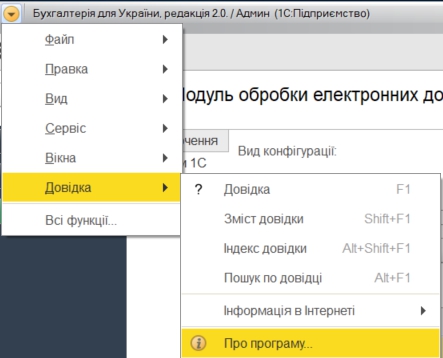 Бухгалтерія для України, редакція 2.0. / Админ (1С:Підприємство)
Файл
Правка
Вид
Сервіс
Вікна
Довідка
Всі функції...
одуль обробки електронних до
чення
и 1С
Вид конфігурації:
? Довідка F1
Зміст довідки Shift+F1
Індекс довідки Alt+Shift+F1
Пошук по довідці Alt+F1
Інформація в Інтернеті
Про програму...